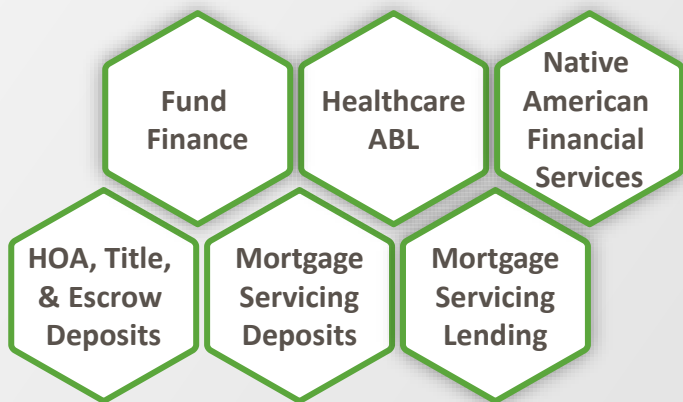 Fund
Finance
Healthcare
ABL
Native
American
Financial
Services
HOA, Title,
& Escrow
Deposits
Mortgage
Servicing
Deposits
Mortgage
Servicing
Lending